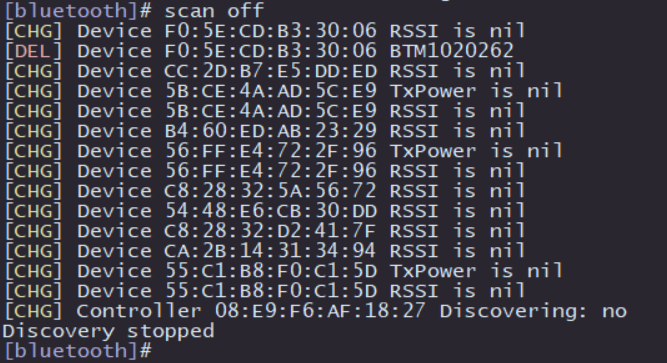 [bluetooth]# scan off
[CHG] Device F0:5E:CD:B3:30:06 RSSI is nil
[DEL] Device F0:5E:CD:B3:30:06 BTM1020262
[CHG] Device CC:2D:B7:E5:DD:ED RSSI is nil
[CHG] Device 5B:CE:4A:AD:5C:E9 TxPower is nil
[CHG] Device 5B:CE:4A:AD:5C:E9 RSSI is nil
[CHG] Device B4:60:ED:AB:23:29 RSSI is nil
[CHG] Device 56:FF:E4:72:2F:96 TxPower is nil
[CHG] Device 56:FF:E4:72:2F:96 RSSI is nil
[CHG] Device C8:28:32:5A:56:72 RSSI is nil
[CHG] Device 54:48:E6:CB:30:DD RSSI is nil
[CHG] Device C8:28:32:D2:41:7F RSSI is nil
[CHG] Device CA:2B:14:31:34:94 RSSI is nil
[CHG] Device 55:C1:B8:F0:C1:5D TxPower is nil
[CHG] Device 55:C1:B8:F0:C1:5D RSSI is nil
[CHG] Controller 08:E9:F6:AF:18:27 Discovering: no
Discovery stopped
[bluetooth]#